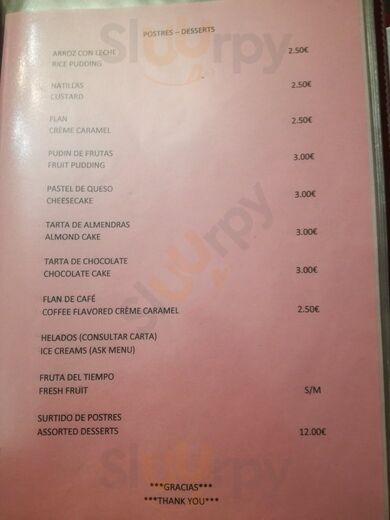 POSTRES – DESSERTS
ARROZ CON LECHE 2.50€
RICE PUDDING
NATILLAS 2.50€
CUSTARD
FLAN 2.50€
CRÈME CARAMEL
PUDIN DE FRUTAS 3.00€
FRUIT PUDDING
PASTEL DE QUESO 3.00€
CHEESECAKE
TARTA DE ALMENDRAS 3.00€
ALMOND CAKE
TARTA DE CHOCOLATE 3.00€
CHOCOLATE CAKE
FLAN DE CAFÉ 2.50€
COFFEE FLAVORED CRÈME CARAMEL
HELADOS (CONSULTAR CARTA)
ICE CREAMS (ASK MENU)
FRUTA DEL TIEMPO
FRESH FRUIT S/M
SURTIDO DE POSTRES
ASSORTED DESSERTS 12.00€
***GRACIAS***
***THANK YOU***
Sluurpy
Sluurpy
Sluurpy